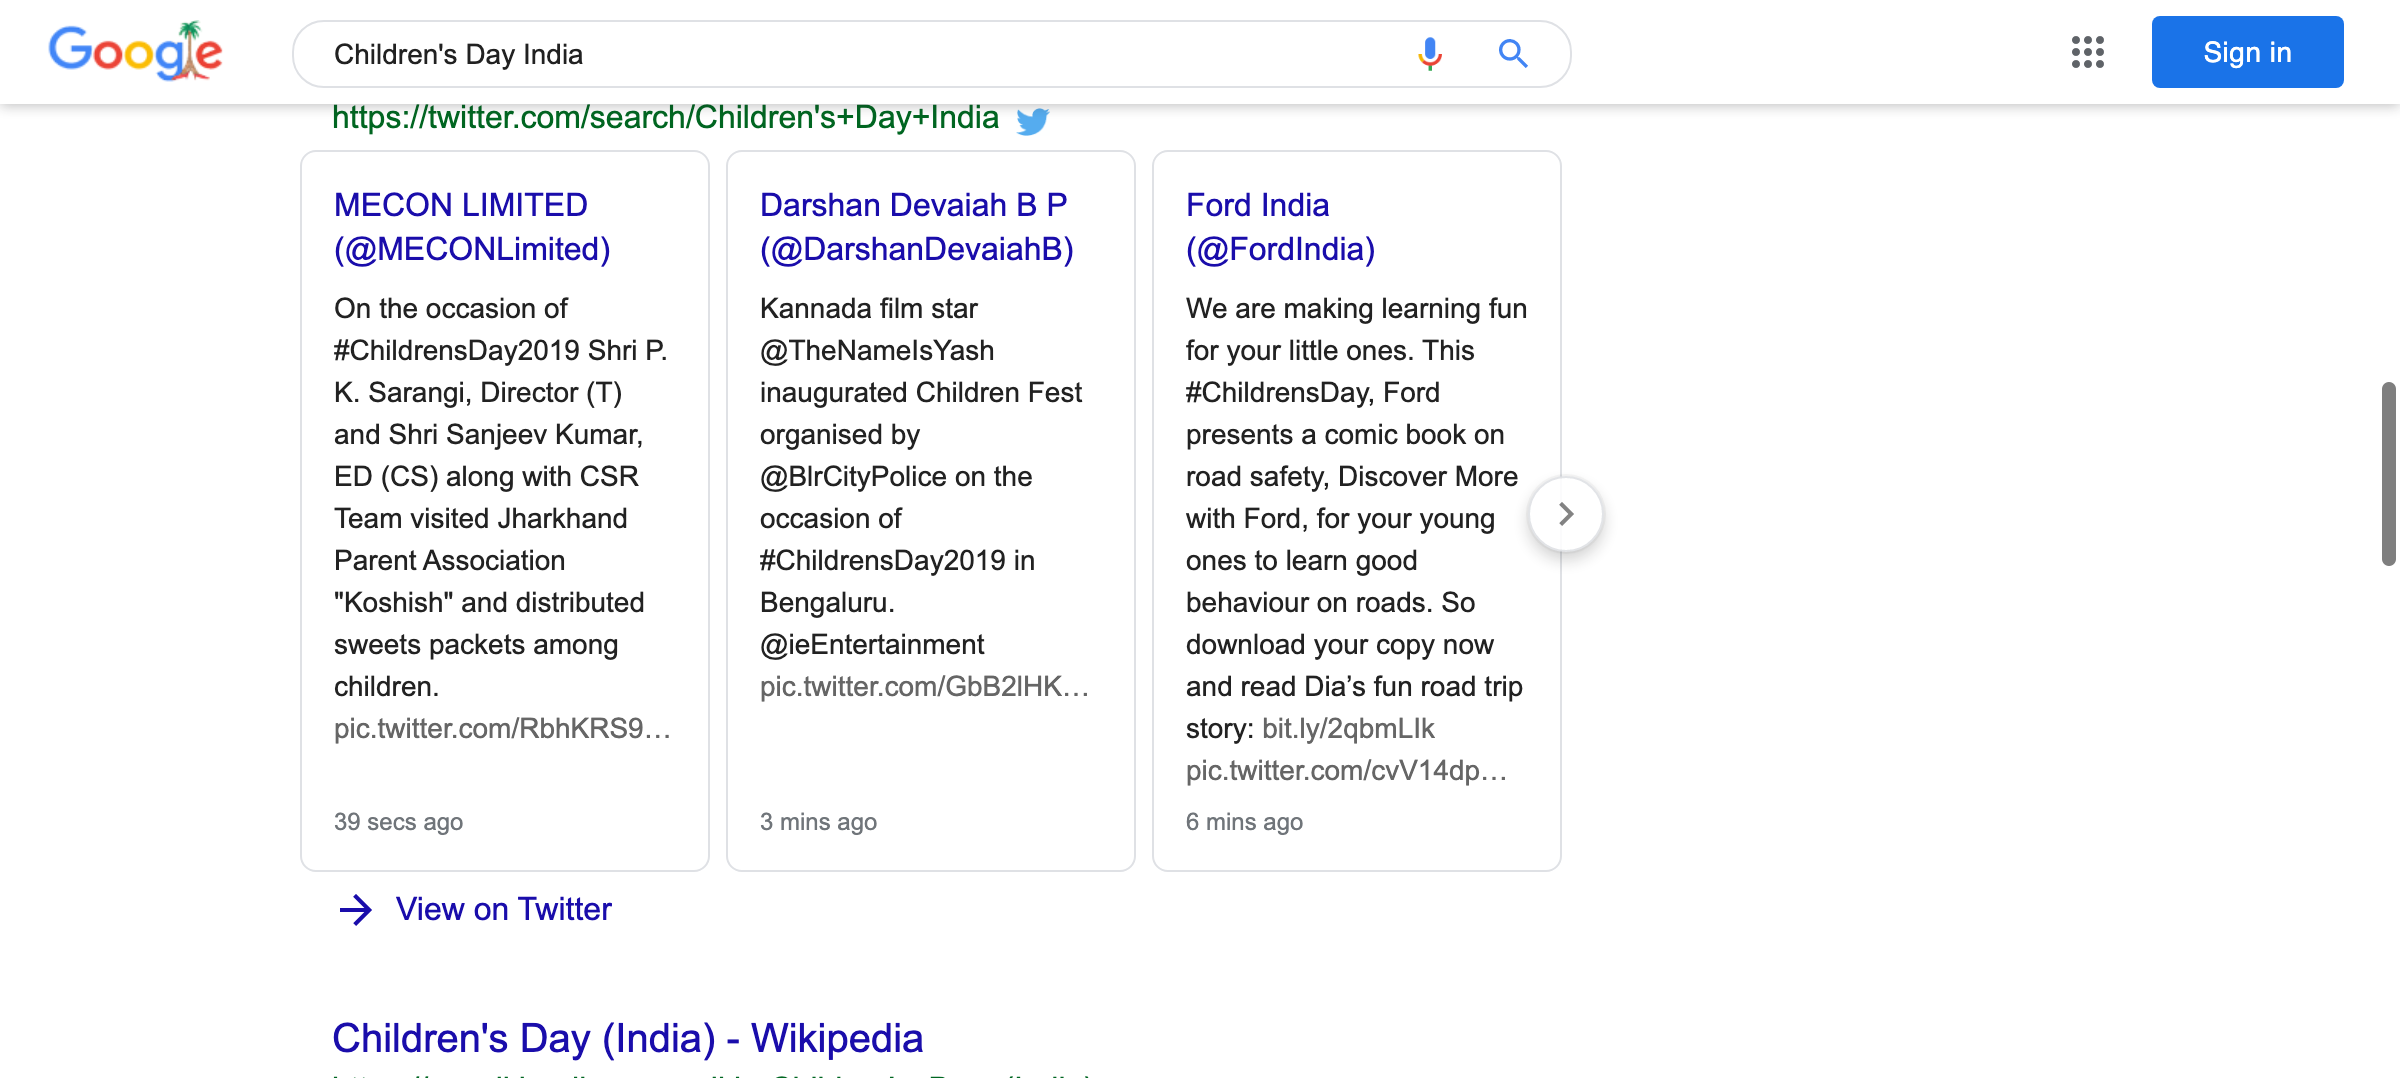 Google
Children's Day India
Sign in
https://twitter.com/search/Children's+Day+India
MECON LIMITED
(@MECONLimited)
On the occasion of
#ChildrensDay2019 Shri P.
K. Sarangi, Director (T)
and Shri Sanjeev Kumar,
ED (CS) along with CSR
Team visited Jharkhand
Parent Association
"Koshish" and distributed
sweets packets among
children.
pic.twitter.com/RbhKRS9…
39 secs ago
Darshan Devaiah B P
(@DarshanDevaiahB)
Kannada film star
@TheNameIsYash
inaugurated Children Fest
organised by
@BlrCityPolice on the
occasion of
#ChildrensDay2019 in
Bengaluru.
@ieEntertainment
pic.twitter.com/GbB2lHK…
3 mins ago
Ford India
(@FordIndia)
We are making learning fun
for your little ones. This
#ChildrensDay, Ford
presents a comic book on
road safety, Discover More
with Ford, for your young
ones to learn good
behaviour on roads. So
download your copy now
and read Dia’s fun road trip
story: bit.ly/2qbmLIk
pic.twitter.com/cvV14dp…
6 mins ago
View on Twitter
Children's Day (India) - Wikipedia